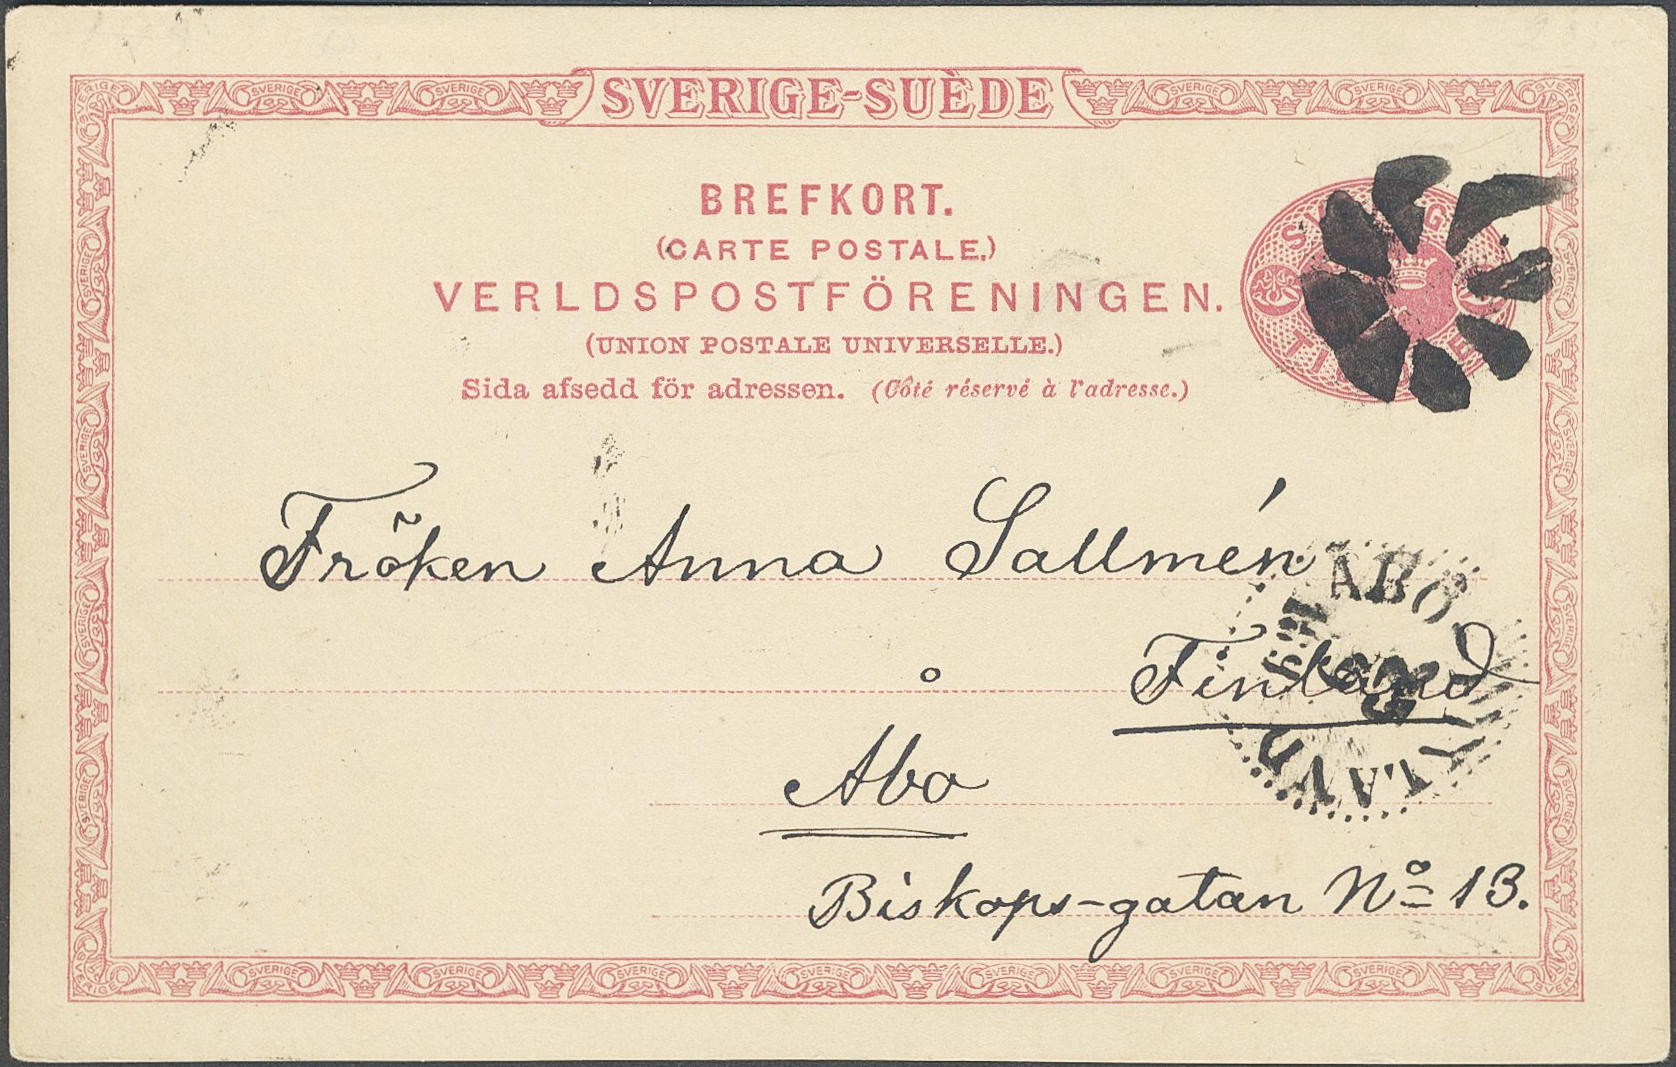 SVERIGE-SUÈDE
BREFKORT.
(CARTE POSTALE.)
VERLDSPOSTFÖRENINGEN.
(UNION POSTALE UNIVERSELLE.)
Sida afsedd för adressen. (Côté réservé à l'adresse.)
Fröken Anna Sallmén
Finland
Åbo
Biskops-gatan No 13.
ÅBO